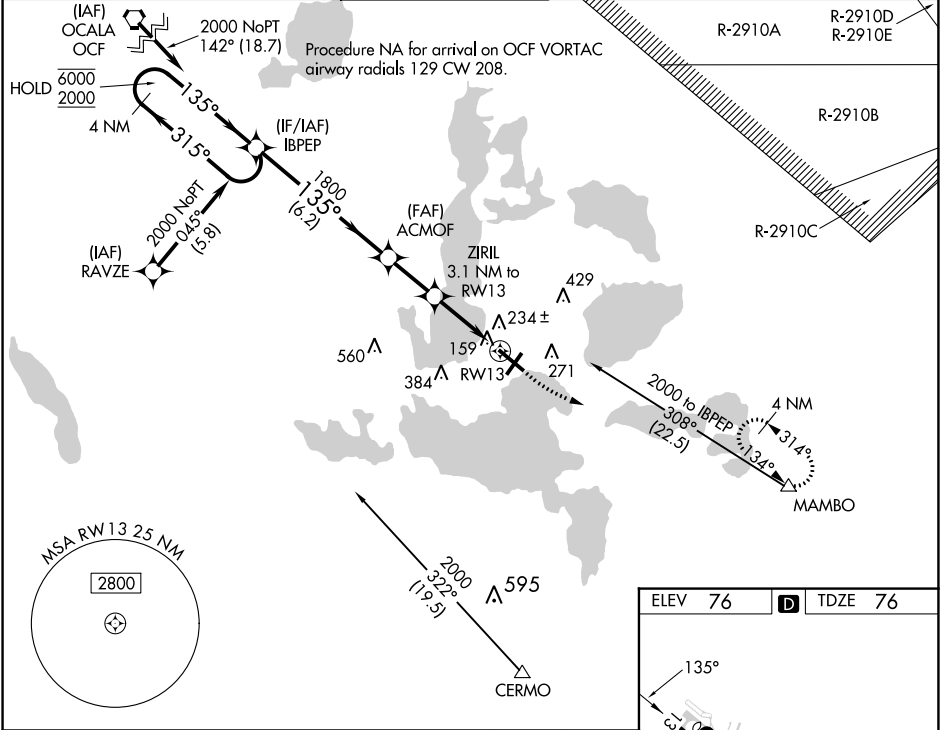 (IAF)
OCALA
OCF
2000 NoPT
142° (18.7)
Procedure NA for arrival on OCF VORTAC
airway radials 129 CW 208.
R-2910A
R-2910D
R-2910E
R-2910B
R-2910C
HOLD 6000
2000
4 NM
135°
315°
(IF/IAF)
IBPEP
2000 NoPT
045°
(5.8)
(IAF)
RAVZE
1800
135°
(6.2)
(FAF)
ACMOF
ZIRIL
3.1 NM to
RW13
429
234 ±
159
RW13
271
560
384
2000 to IBPEP
308°
(22.5)
4 NM
314°
134°
MAMBO
MSA RW 13 25 NM
2800
2000
322°
(19.5)
595
CERMO
ELEV 76
D
TDZE 76
135°